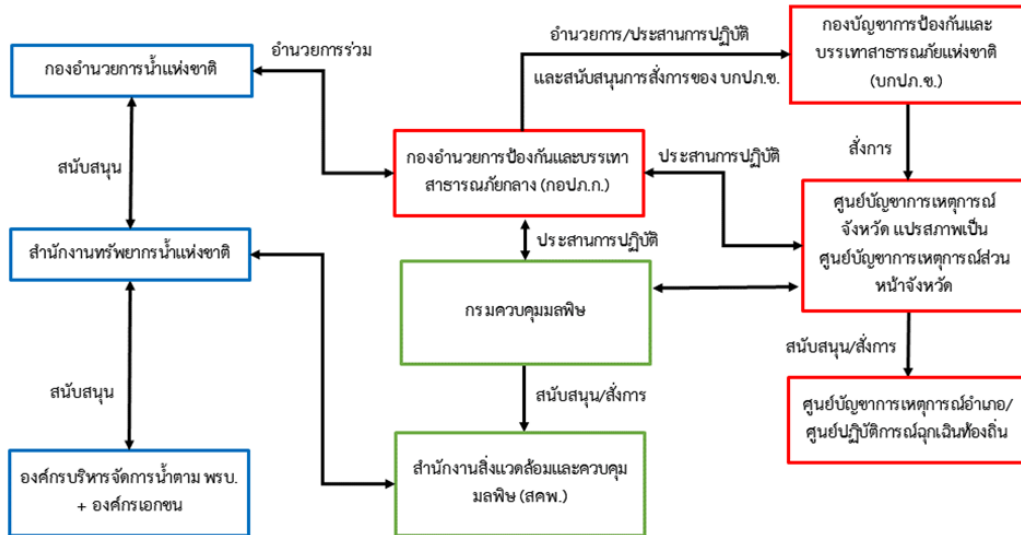 กองอำนวยการน้ำแห่งชาติ
อำนวยการร่วม
อำนวยการ/ประสานการปฏิบัติ
และสนับสนุนการสั่งการของ บกปภ.ช.
กองบัญชาการป้องกันและ
บรรเทาสาธารณภัยแห่งชาติ
(บกปภ.ช.)
สนับสนุน
กองอำนวยการป้องกันและบรรเทา
สาธารณภัยกลาง (กอปภ.ก.)
ประสานการปฏิบัติ
สั่งการ
สำนักงานทรัพยากรน้ำแห่งชาติ
ประสานการปฏิบัติ
ศูนย์บัญชาการเหตุการณ์
จังหวัด แปรสภาพเป็น
ศูนย์บัญชาการเหตุการณ์ส่วน
หน้าจังหวัด
กรมควบคุมมลพิษ
สนับสนุน
สนับสนุน/สั่งการ
สนับสนุน/สั่งการ
องค์กรบริหารจัดการน้ำตาม พรบ.
+ องค์กรเอกชน
สำนักงานสิ่งแวดล้อมและควบคุม
มลพิษ (สคพ.)
ศูนย์บัญชาการเหตุการณ์อำเภอ/
ศูนย์ปฏิบัติการณ์ฉุกเฉินท้องถิ่น